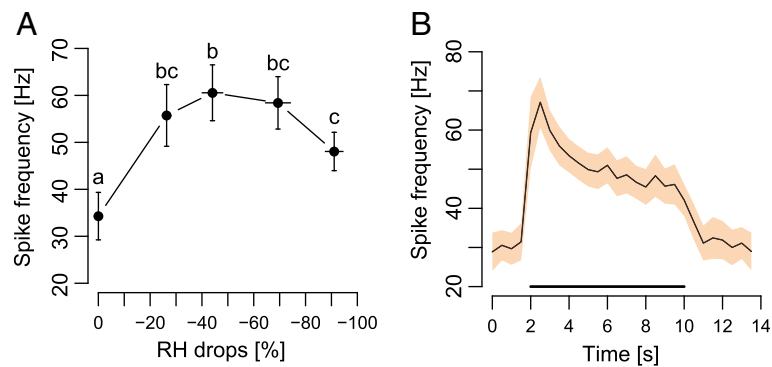 A
Spike frequency [Hz]
70
60
50
40
30
20
a
bc
b
bc
c
0
−20
−40
−60
−80
−100
RH drops [%]
B
Spike frequency [Hz]
80
60
40
20
0
2
4
6
8
10
12
14
Time [s]